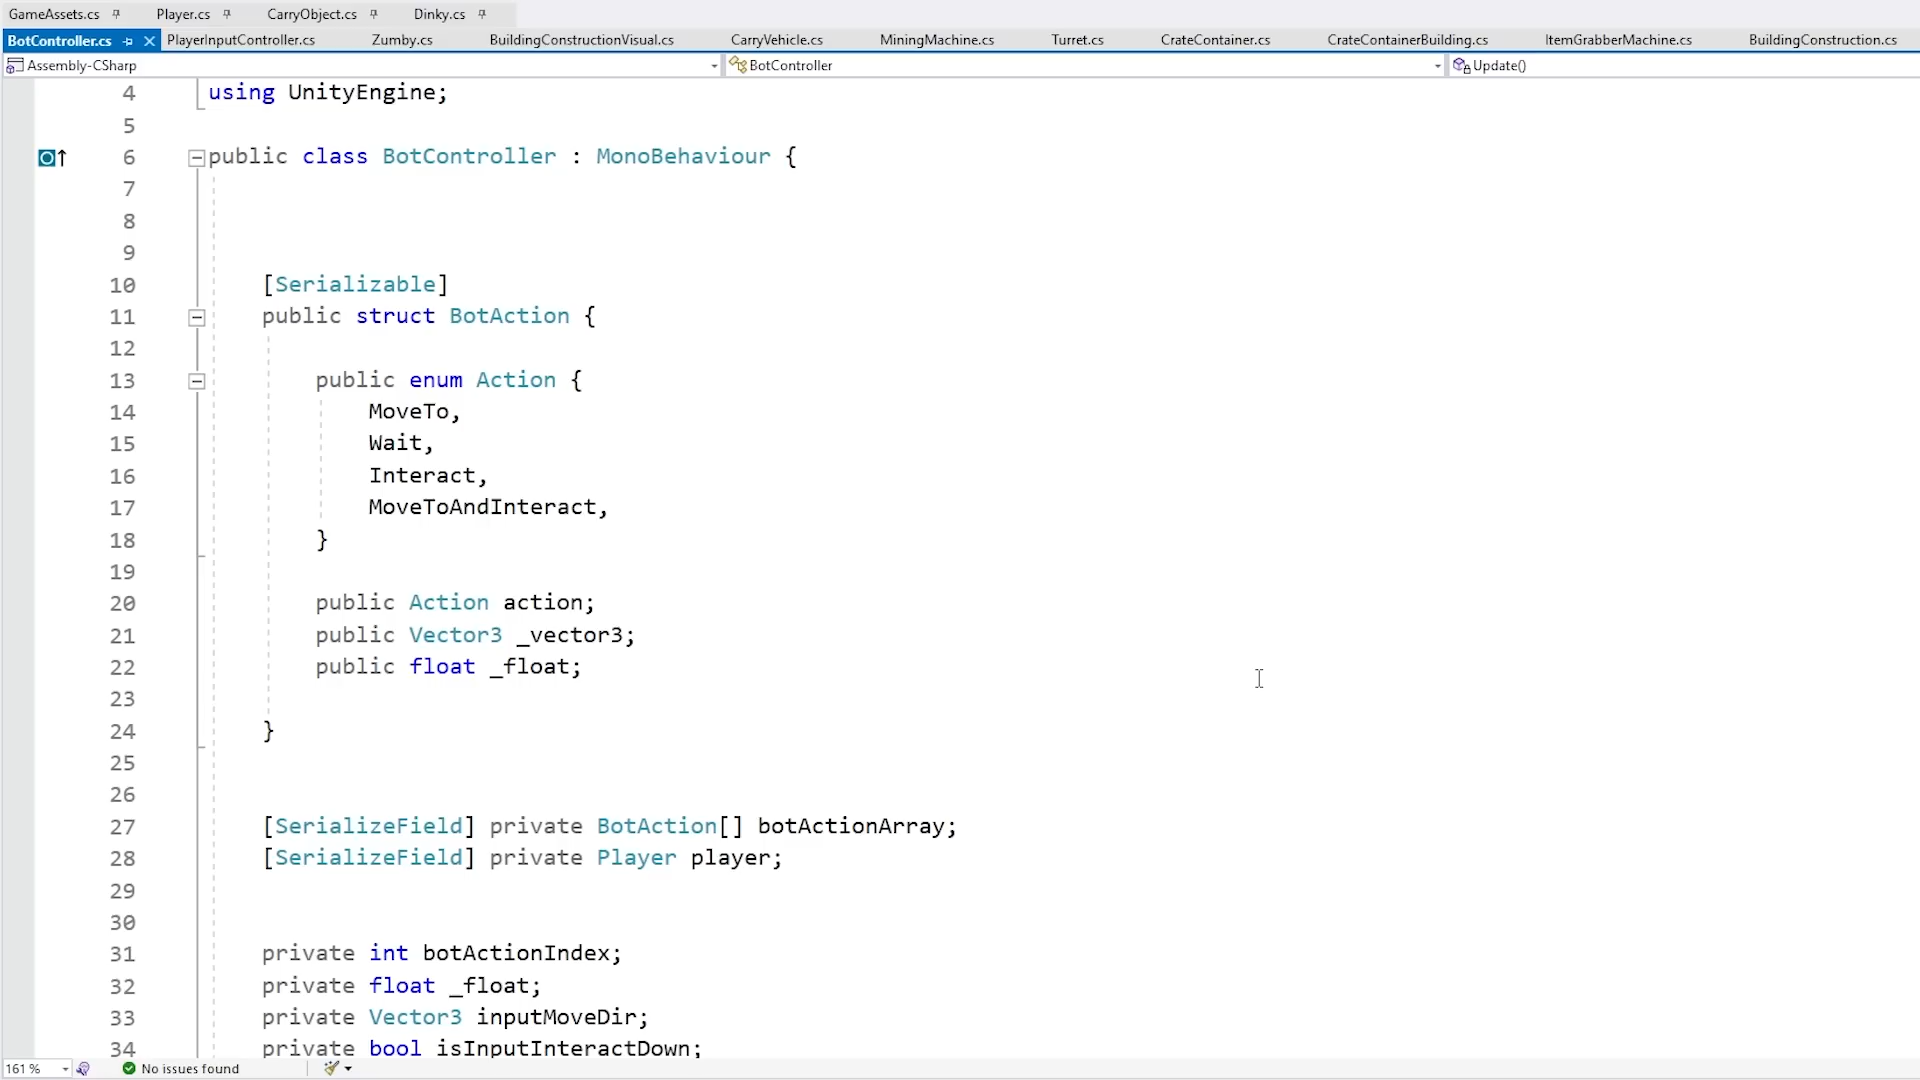 GameAssets.cs Player.cs CarryObject.cs Dinky.cs
BotController.cs PlayerInputController.cs Zumby.cs BuildingConstructionVisual.cs CarryVehicle.cs MiningMachine.cs Turret.cs CrateContainer.cs CrateContainerBuilding.cs ItemGrabberMachine.cs BuildingConstruction.cs
Assembly-CSharp BotController Update()
4 using UnityEngine;
5
6 public class BotController : MonoBehaviour {
7
8
9
10 [Serializable]
11 public struct BotAction {
12
13 public enum Action {
14 MoveTo,
15 Wait,
16 Interact,
17 MoveToAndInteract,
18 }
19
20 public Action action;
21 public Vector3 _vector3;
22 public float _float;
23
24 }
25
26
27 [SerializeField] private BotAction[] botActionArray;
28 [SerializeField] private Player player;
29
30
31 private int botActionIndex;
32 private float _float;
33 private Vector3 inputMoveDir;
34 private bool isInputInteractDown;
161 % No issues found